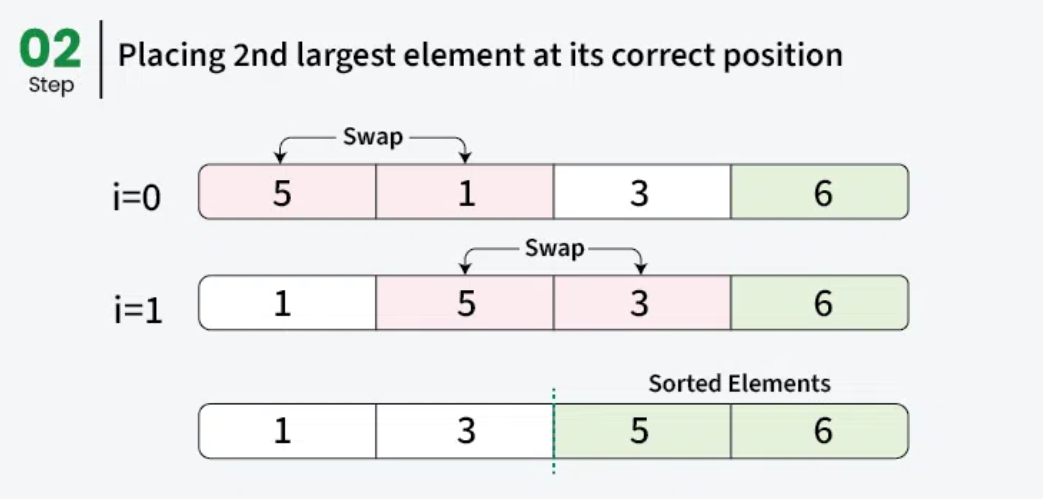 02
Step
Placing 2nd largest element at its correct position
Swap
i=0 5 1 3 6
Swap
i=1 1 5 3 6
Sorted Elements
1 3 5 6